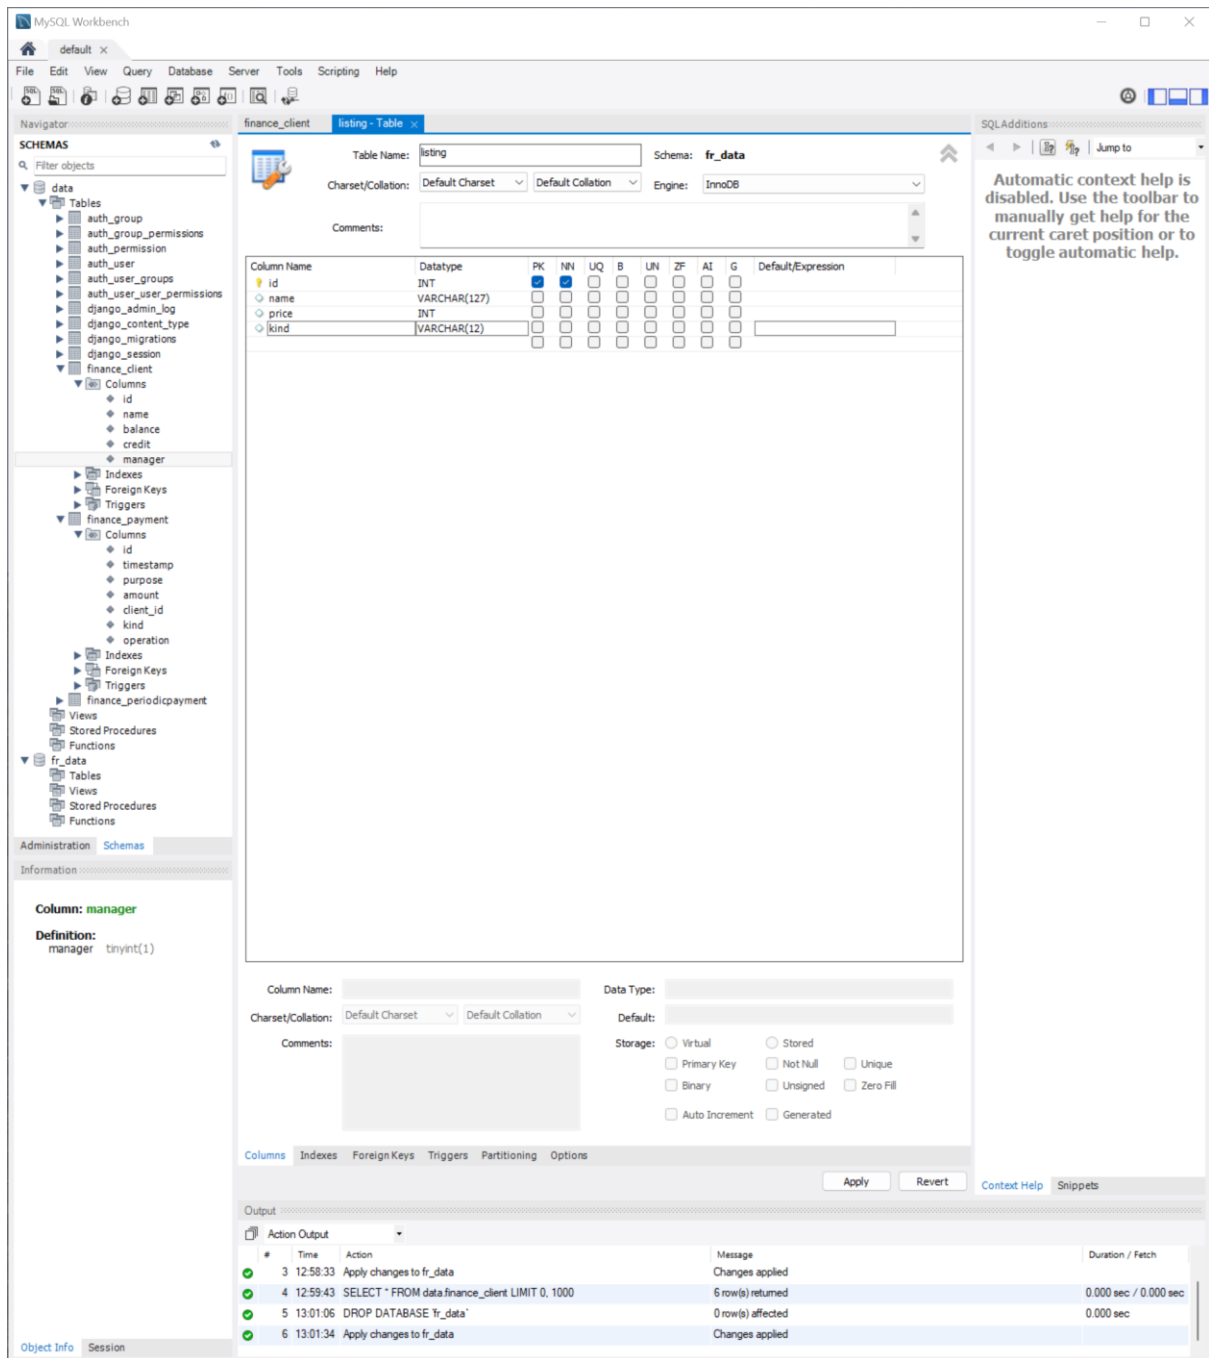 MySQL Workbench
default
File Edit View Query Database Server Tools Scripting Help
Navigator
SCHEMAS
Filter objects
data
Tables
auth_group
auth_group_permissions
auth_permission
auth_user
auth_user_groups
auth_user_user_permissions
django_admin_log
django_content_type
django_migrations
django_session
finance_client
Columns
id
name
balance
credit
manager
Indexes
Foreign Keys
Triggers
finance_payment
Columns
id
timestamp
purpose
amount
client_id
kind
operation
Indexes
Foreign Keys
Triggers
finance_periodicpayment
Views
Stored Procedures
Functions
fr_data
Tables
Views
Stored Procedures
Functions
Administration Schemas
Information
Column: manager
Definition:
manager tinyint(1)
Object Info Session
finance_client listing - Table
Table Name: listing Schema: fr_data
Charset/Collation: Default Charset Default Collation Engine: InnoDB
Comments:
Column Name Datatype PK NN UQ B UN ZF AI G Default/Expression
id INT
name VARCHAR(127)
price INT
kind VARCHAR(12)
Column Name: Data Type:
Charset/Collation: Default Charset Default Collation Default:
Comments: Storage: Virtual Stored
Primary Key Not Null Unique
Binary Unsigned Zero Fill
Auto Increment Generated
Columns Indexes Foreign Keys Triggers Partitioning Options
Apply Revert
SQLAdditions
Jump to
Automatic context help is
disabled. Use the toolbar to
manually get help for the
current caret position or to
toggle automatic help.
Context Help Snippets
Output
Action Output
# Time Action Message Duration / Fetch
3 12:58:33 Apply changes to fr_data Changes applied
4 12:59:43 SELECT * FROM data.finance_client LIMIT 0, 1000 6 row(s) returned 0.000 sec / 0.000 sec
5 13:01:06 DROP DATABASE `fr_data` 0 row(s) affected 0.000 sec
6 13:01:34 Apply changes to fr_data Changes applied